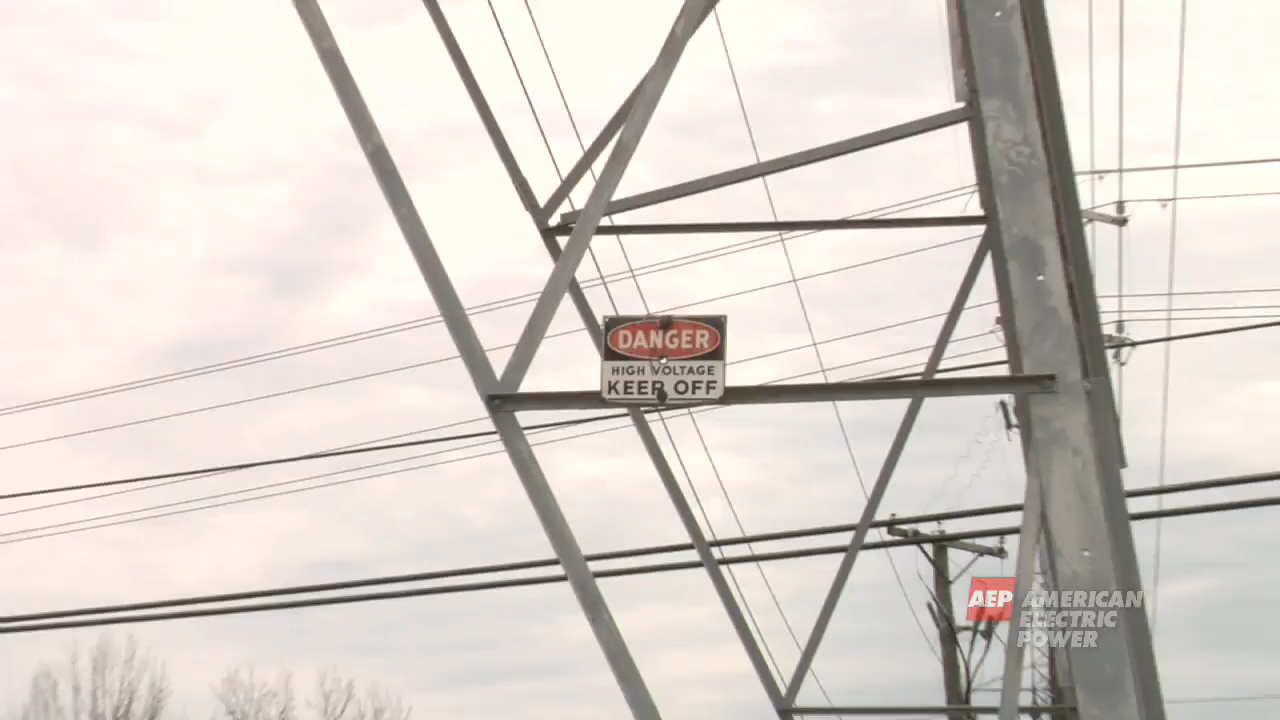 DANGER
HIGH VOLTAGE
KEEP OFF
AEP AMERICAN
ELECTRIC
POWER